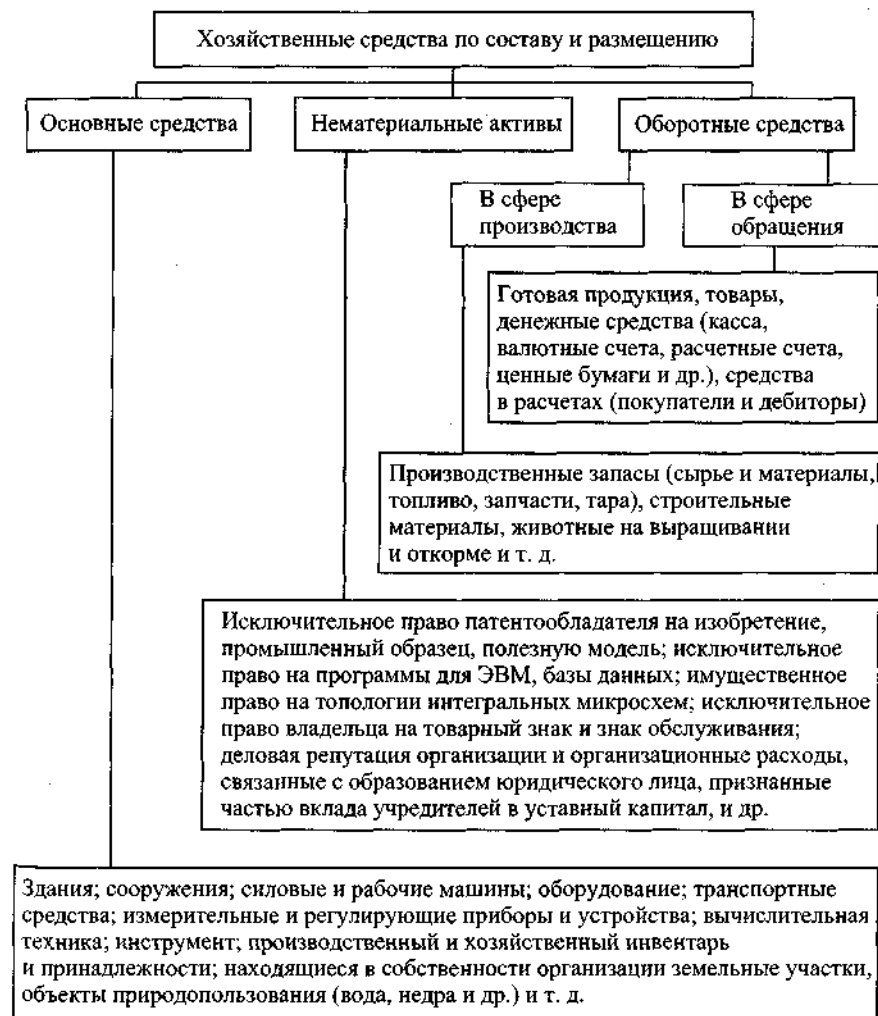 Хозяйственные средства по составу и размещению
Основные средства
Нематериальные активы
Оборотные средства
В сфере
производства
В сфере
обращения
Готовая продукция, товары,
денежные средства (касса,
валютные счета, расчетные счета,
ценные бумаги и др.), средства
в расчетах (покупатели и дебиторы)
Производственные запасы (сырье и материалы,
топливо, запчасти, тара), строительные
материалы, животные на выращивании
и откорме и т. д.
Исключительное право патентообладателя на изобретение,
промышленный образец, полезную модель; исключительное
право на программы для ЭВМ, базы данных; имущественное
право на топологии интегральных микросхем; исключительное
право владельца на товарный знак и знак обслуживания;
деловая репутация организации и организационные расходы,
связанные с образованием юридического лица, признанные
частью вклада учредителей в уставный капитал, и др.
Здания; сооружения; силовые и рабочие машины; оборудование; транспортные
средства; измерительные и регулирующие приборы и устройства; вычислительная
техника; инструмент; производственный и хозяйственный инвентарь
и принадлежности; находящиеся в собственности организации земельные участки,
объекты природопользования (вода, недра и др.) и т. д.